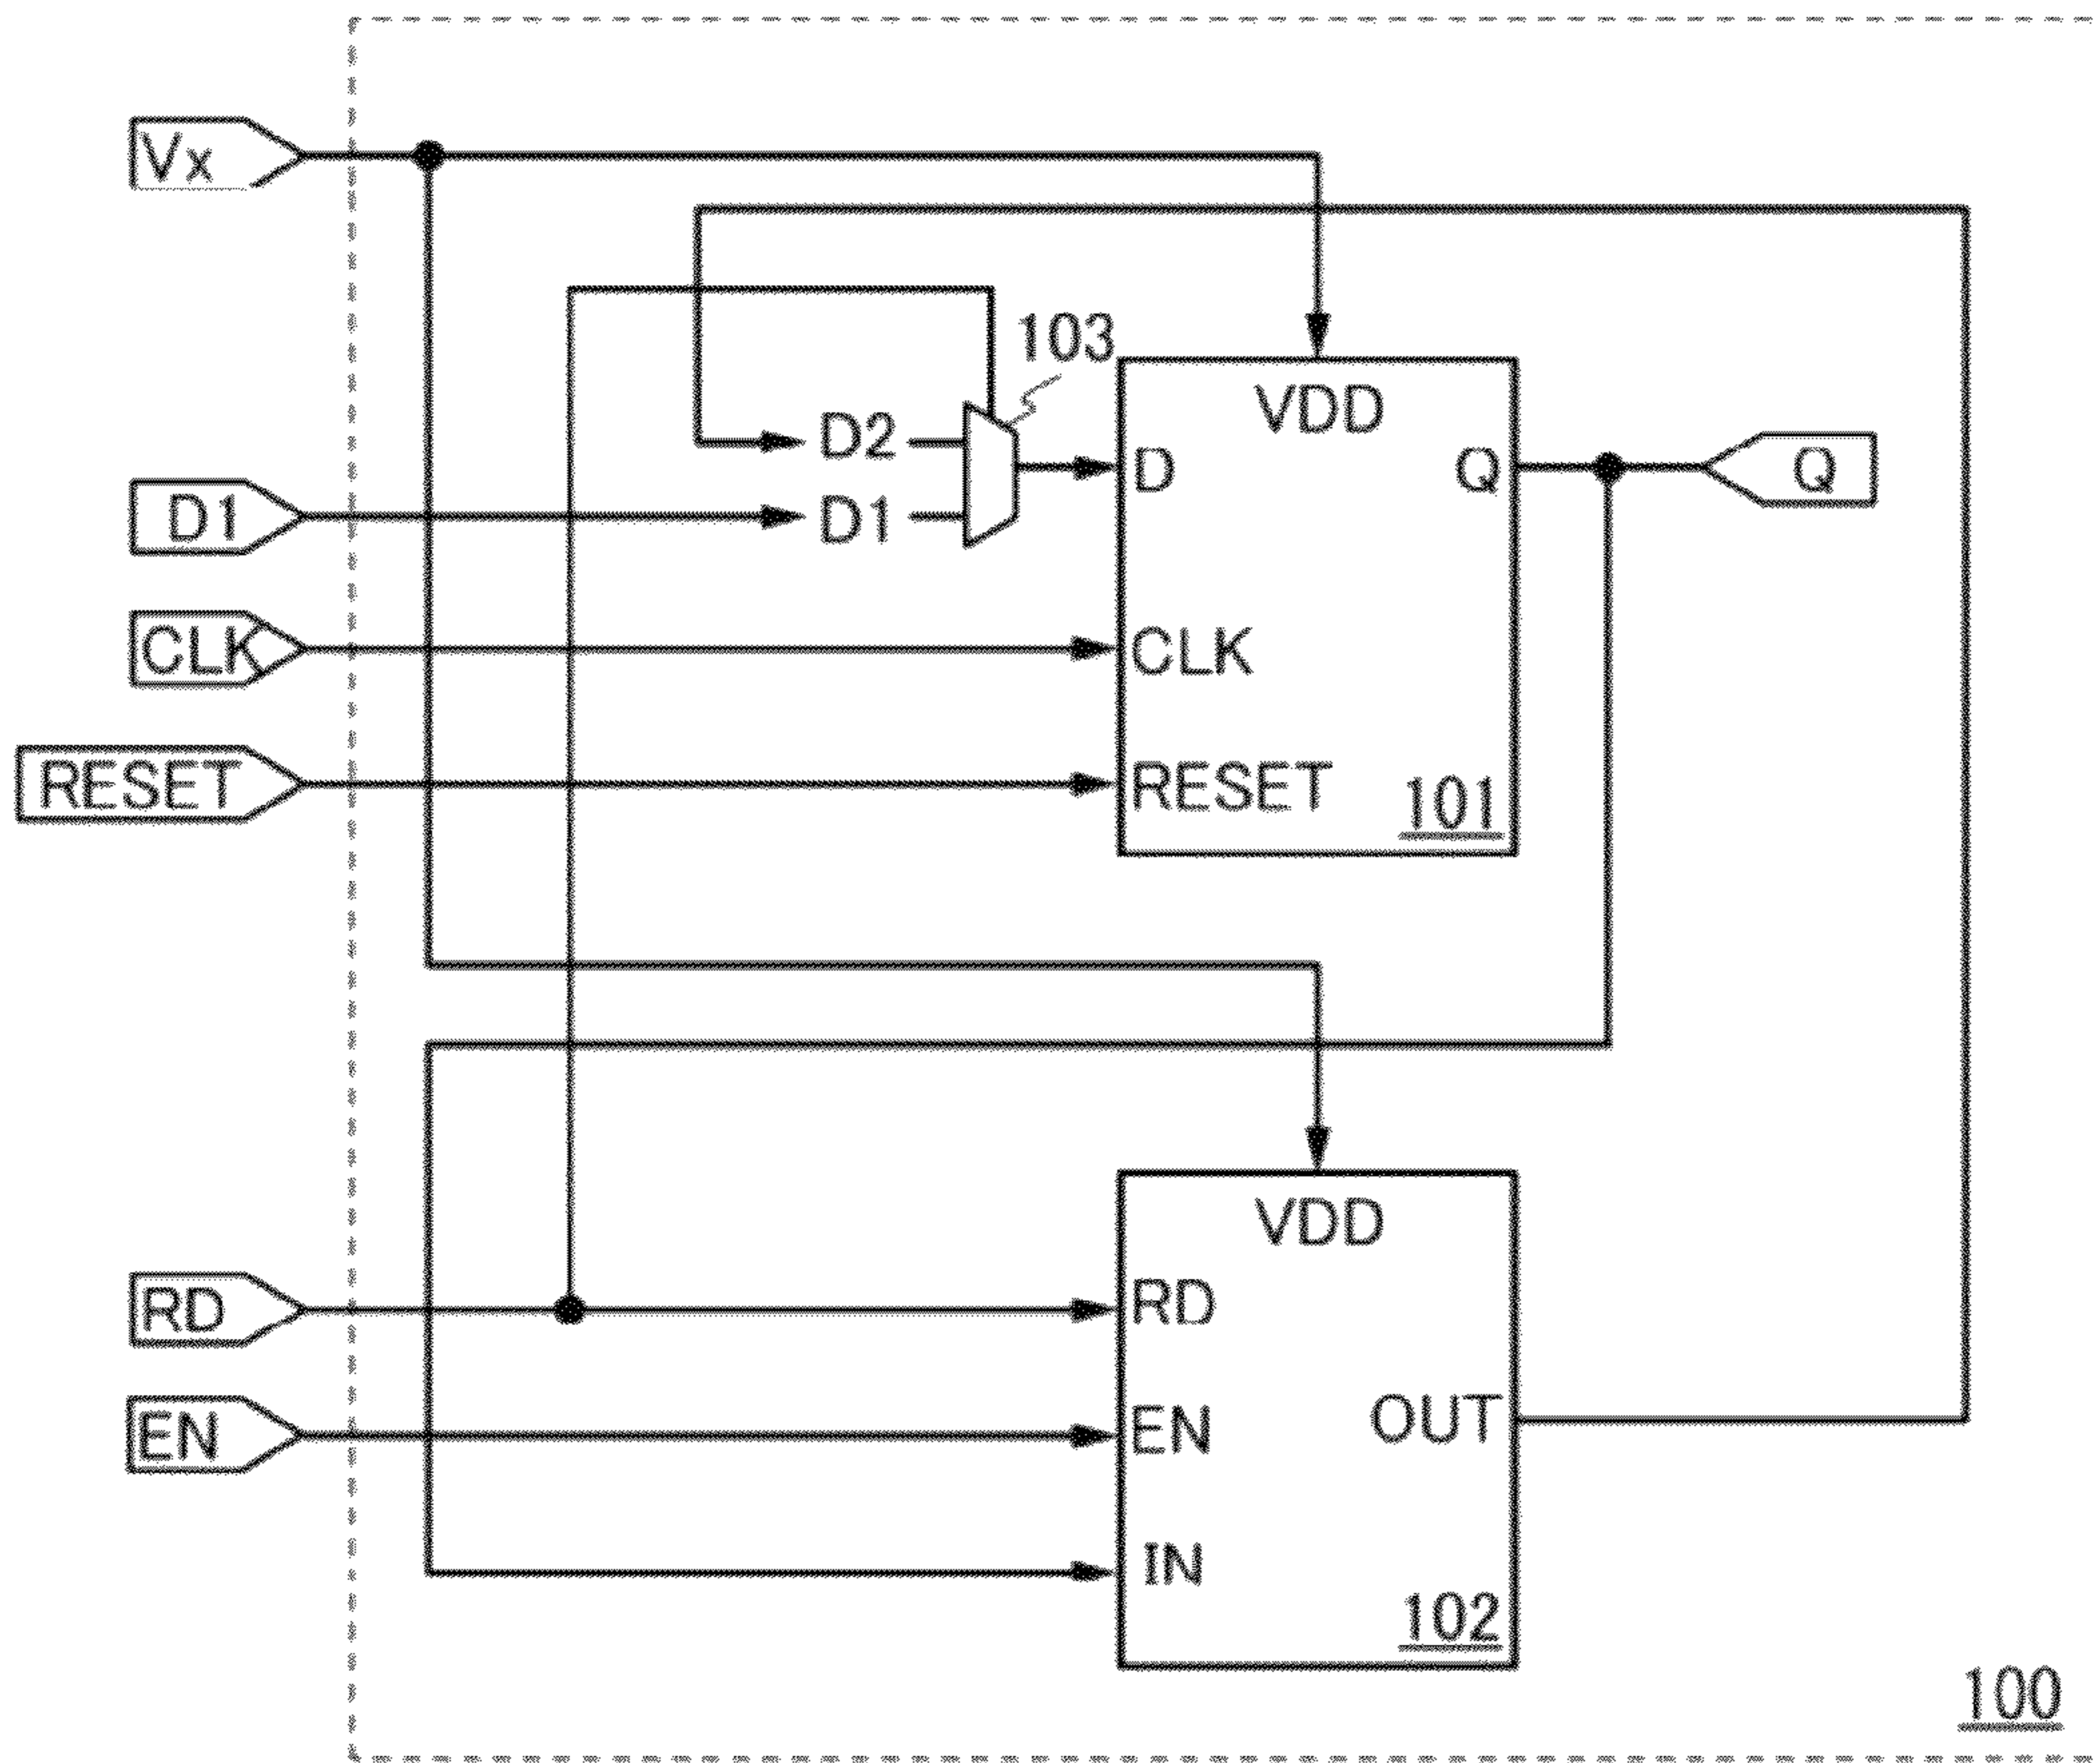 Vx
103
VDD
D2
D
Q
Q
D1
D1
CLK
CLK
RESET
RESET
101
VDD
RD
RD
EN
EN
OUT
IN
102
100